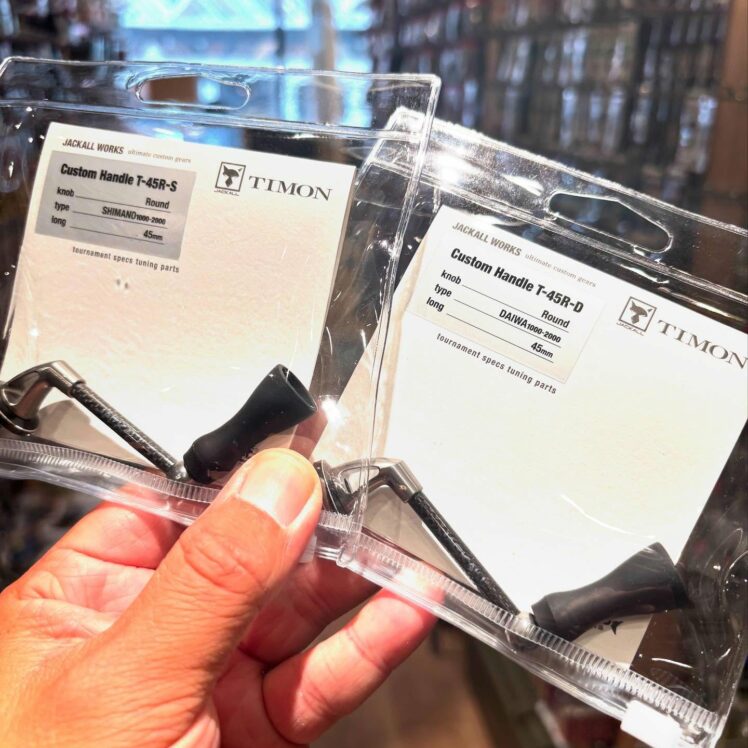 JACKALL WORKS ultimate custom gears
Custom Handle T-45R-S
knob Round
type SHIMANO1000-2000
long 45mm
tournament specs tuning parts
JACKALL
TIMON
JACKALL WORKS ultimate custom gears
Custom Handle T-45R-D
knob Round
type DAIWA1000-2000
long 45mm
tournament specs tuning parts
JACKALL
TIMON